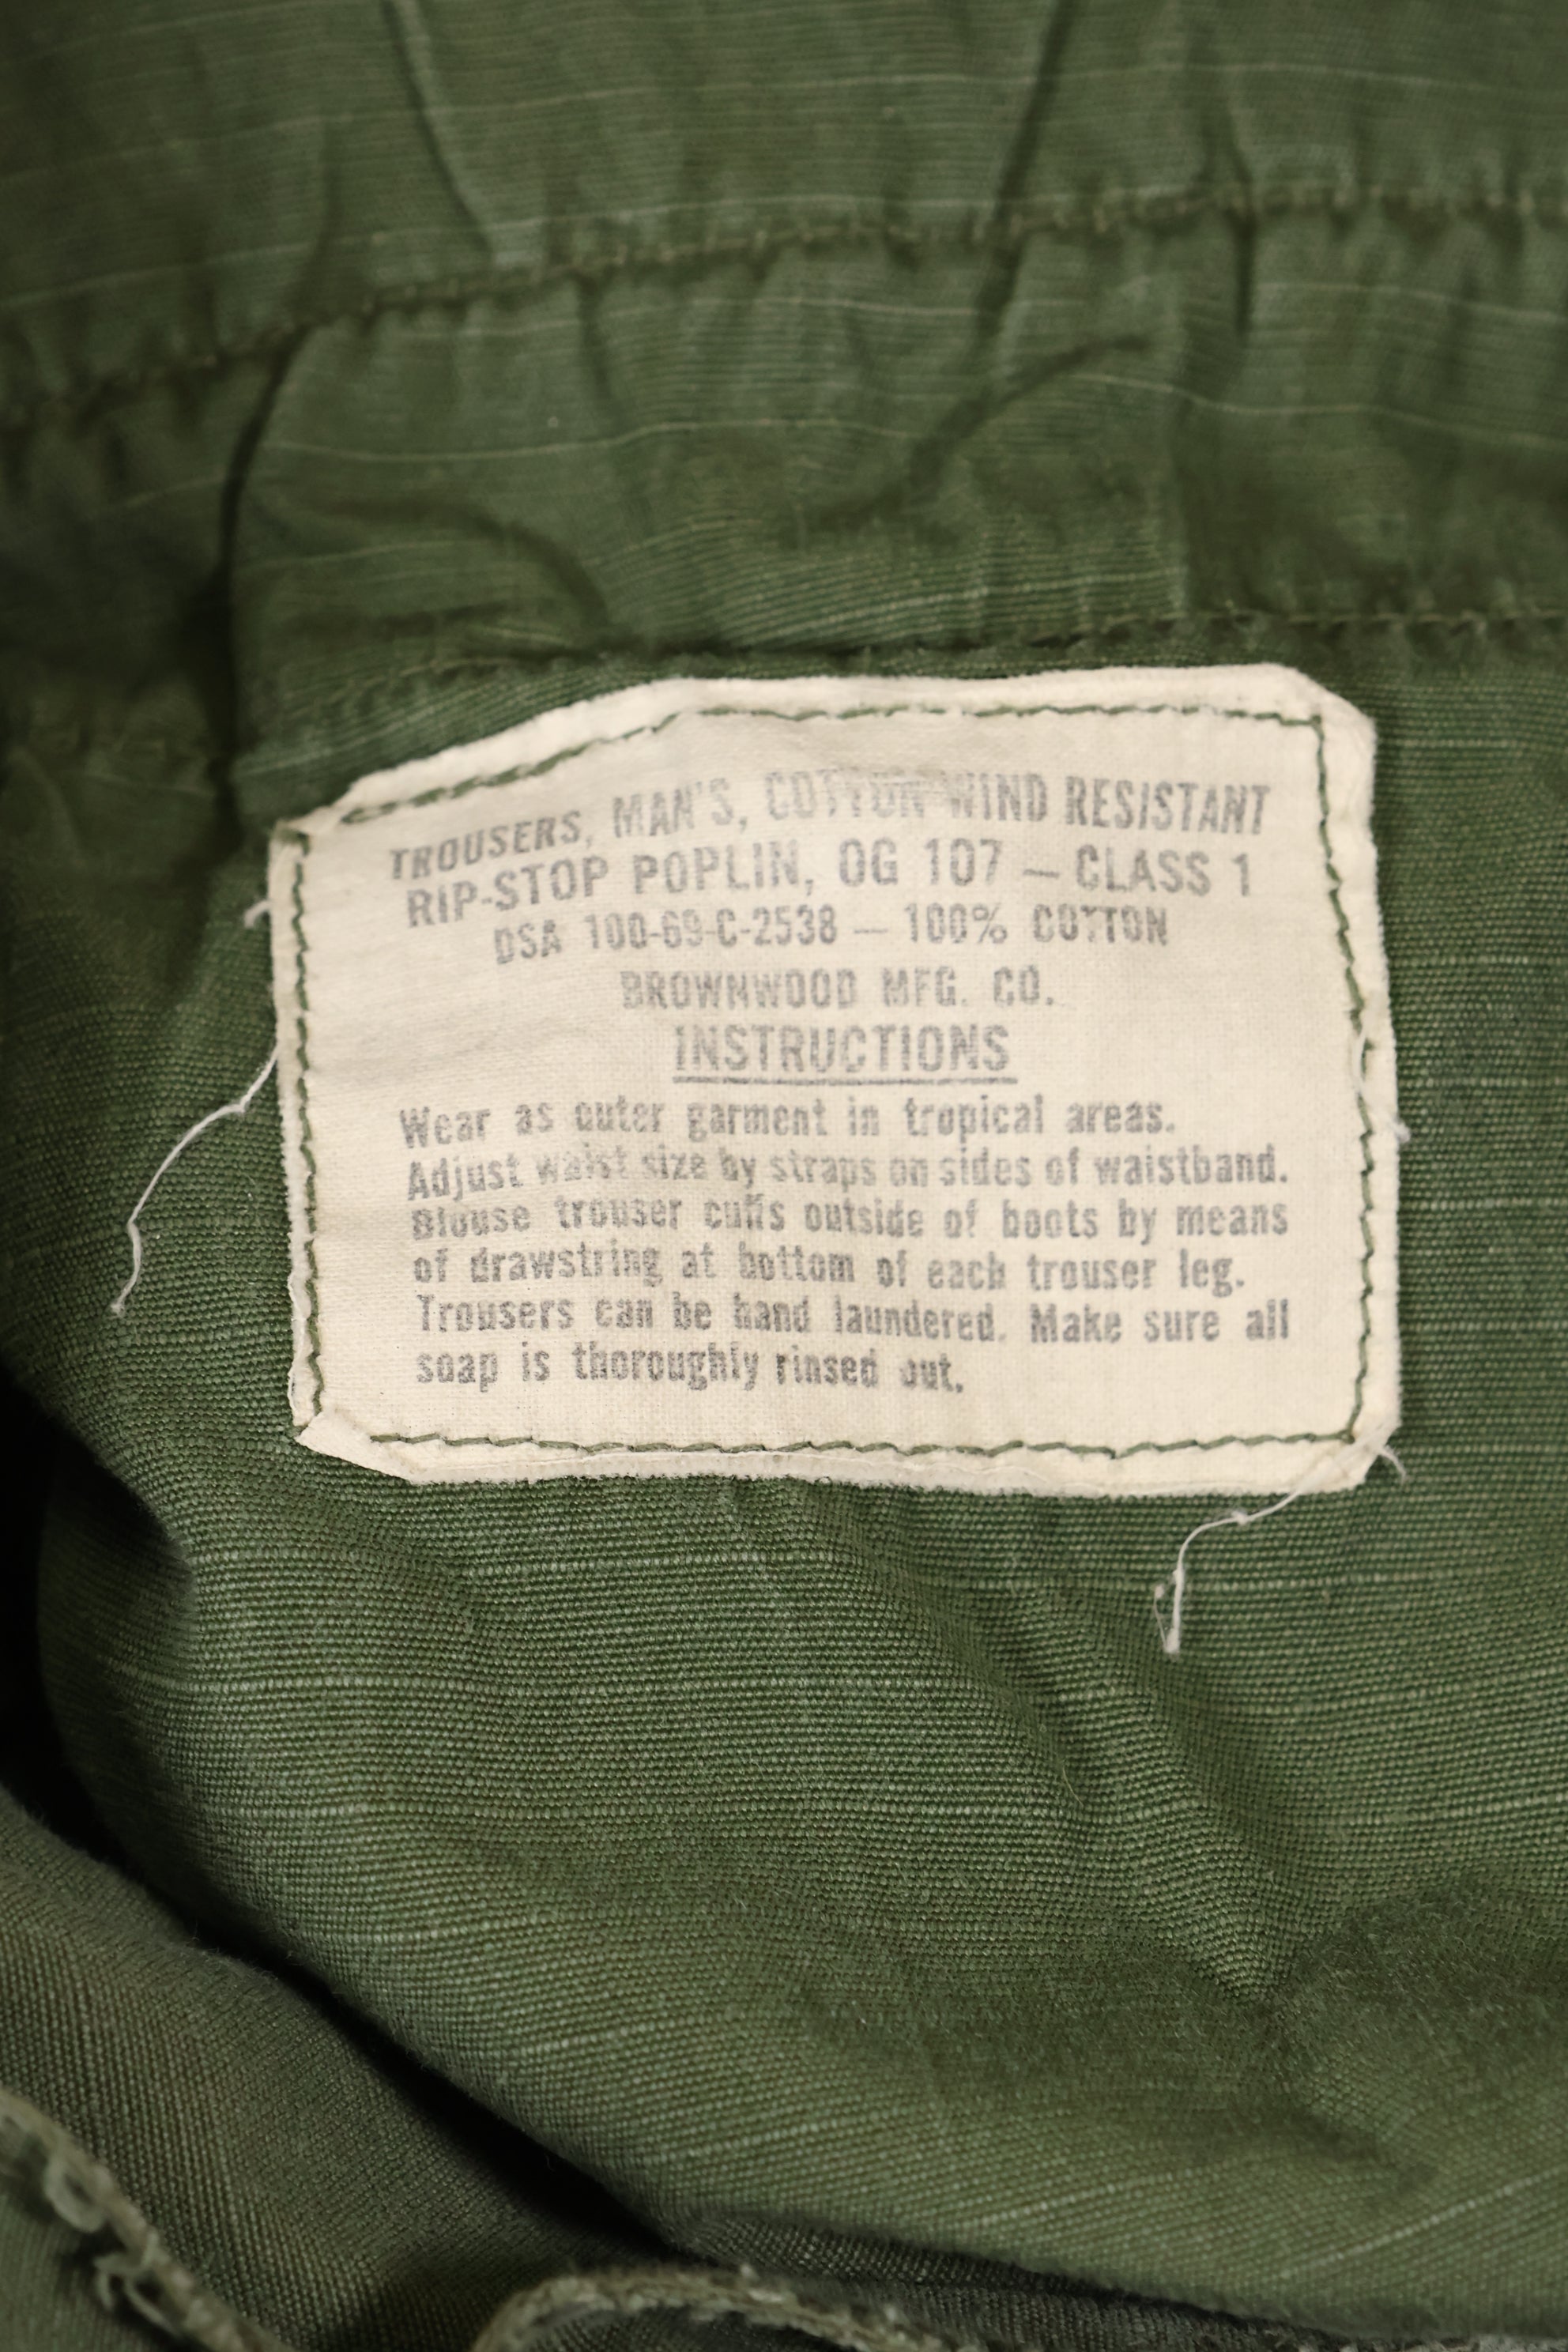 TROUSERS, MAN'S, COTTON WIND RESISTANT
RIP-STOP POPLIN, OG 107 — CLASS 1
DSA 100-69-C-2538 — 100% COTTON
BROWNWOOD MFG. CO.
INSTRUCTIONS
Wear as outer garment in tropical areas.
Adjust waist size by straps on sides of waistband.
Blouse trouser cuffs outside of boots by means
of drawstring at bottom of each trouser leg.
Trousers can be hand laundered. Make sure all
soap is thoroughly rinsed out.